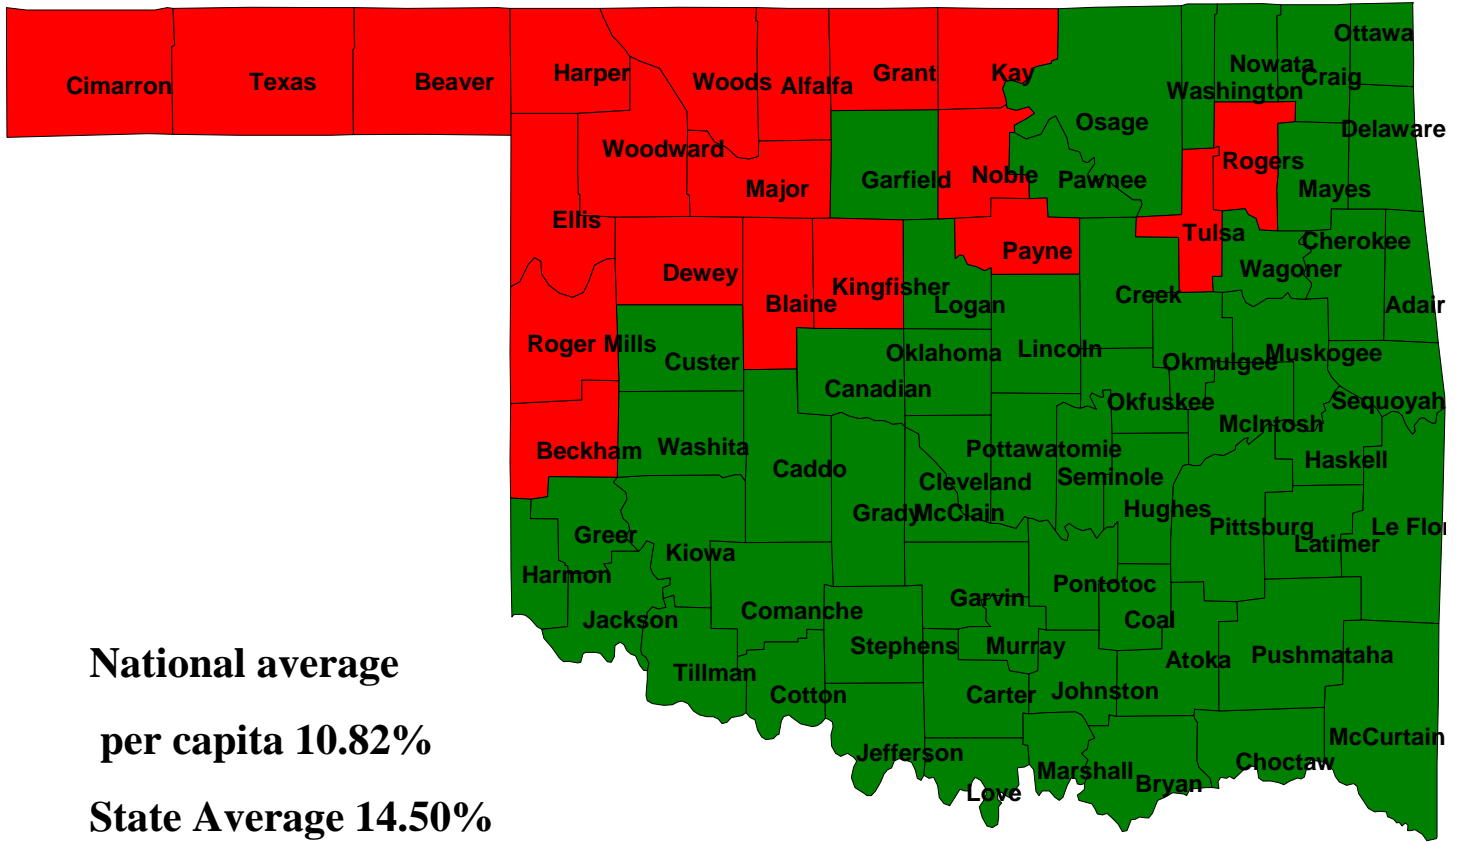 Ottawa
Nowata
Craig
Cimarron Texas Beaver Harper Woods Alfalfa Grant Kay Washington
Osage Delaware
Woodward Rogers
Major Garfield Noble Pawnee Mayes
Ellis Tulsa Cherokee
Dewey Payne Wagoner
Blaine Kingfisher Logan Creek Adair
Roger Mills Custer Oklahoma Lincoln Okmulgee Muskogee
Canadian Okfuskee Sequoyah
Beckham Washita Pottawatomie McIntosh
Caddo Cleveland Seminole Haskell
Grady McClain Hughes Pittsburg Le Flor
Greer Kiowa Latimer
Harmon Pontotoc
Jackson Comanche Garvin Coal
Stephens Murray Atoka Pushmataha
Tillman Cotton Carter Johnston
Jefferson Marshall Choctaw McCurtain
Love Bryan
National average
per capita 10.82%
State Average 14.50%